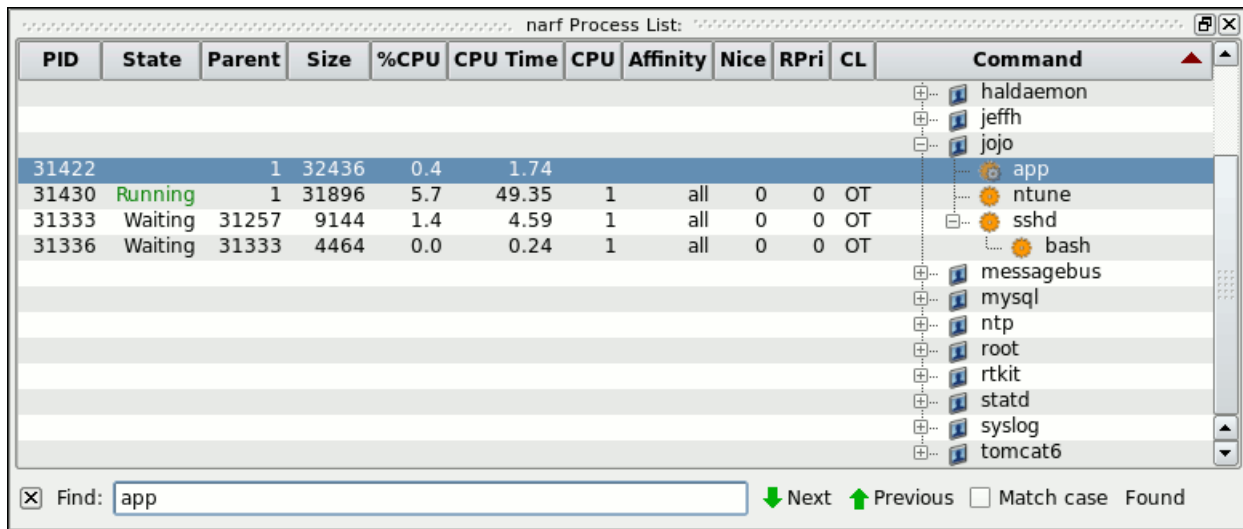 narf Process List:
PID State Parent Size %CPU CPU Time CPU Affinity Nice RPri CL Command
haldaemon
jeffh
jojo
31422 1 32436 0.4 1.74 app
31430 Running 1 31896 5.7 49.35 1 all 0 0 OT ntune
31333 Waiting 31257 9144 1.4 4.59 1 all 0 0 OT sshd
31336 Waiting 31333 4464 0.0 0.24 1 all 0 0 OT bash
messagebus
mysql
ntp
root
rtkit
statd
syslog
tomcat6
Find: app Next Previous Match case Found